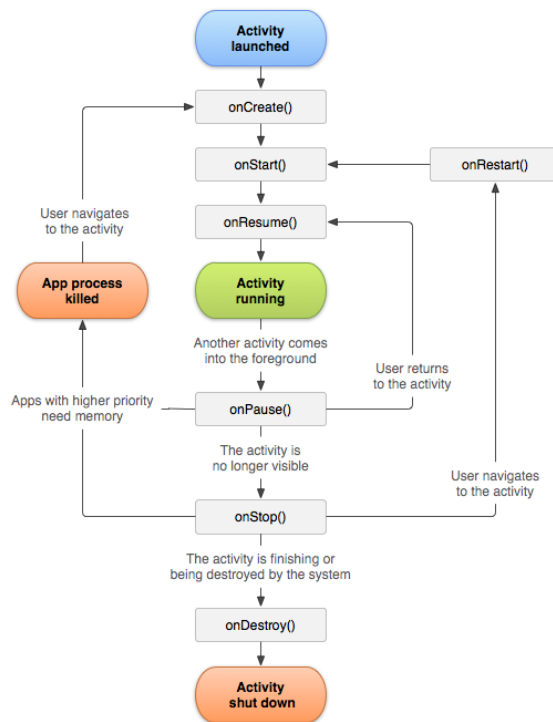 Activity
launched
onCreate()
onStart()
onRestart()
User navigates
to the activity
onResume()
App process
killed
Activity
running
Another activity comes
into the foreground
User returns
to the activity
Apps with higher priority
need memory
onPause()
The activity is
no longer visible
User navigates
to the activity
onStop()
The activity is finishing or
being destroyed by the system
onDestroy()
Activity
shut down